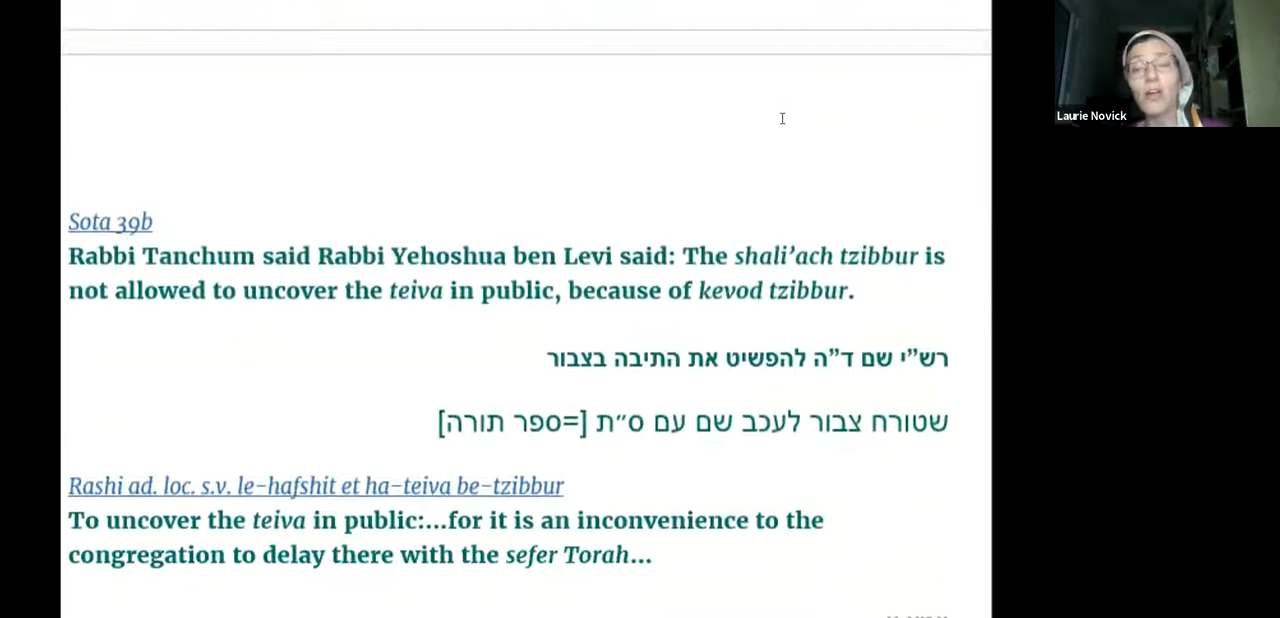 Laurie Novick
Sota 39b
Rabbi Tanchum said Rabbi Yehoshua ben Levi said: The shali’ach tzibbur is
not allowed to uncover the teiva in public, because of kevod tzibbur.
רש”י שם ד”ה להפשיט את התיבה בצבור
שטורח צבור לעכב שם עם ס״ת [=ספר תורה]
Rashi ad. loc. s.v. le-hafshit et ha-teiva be-tzibbur
To uncover the teiva in public:...for it is an inconvenience to the
congregation to delay there with the sefer Torah...